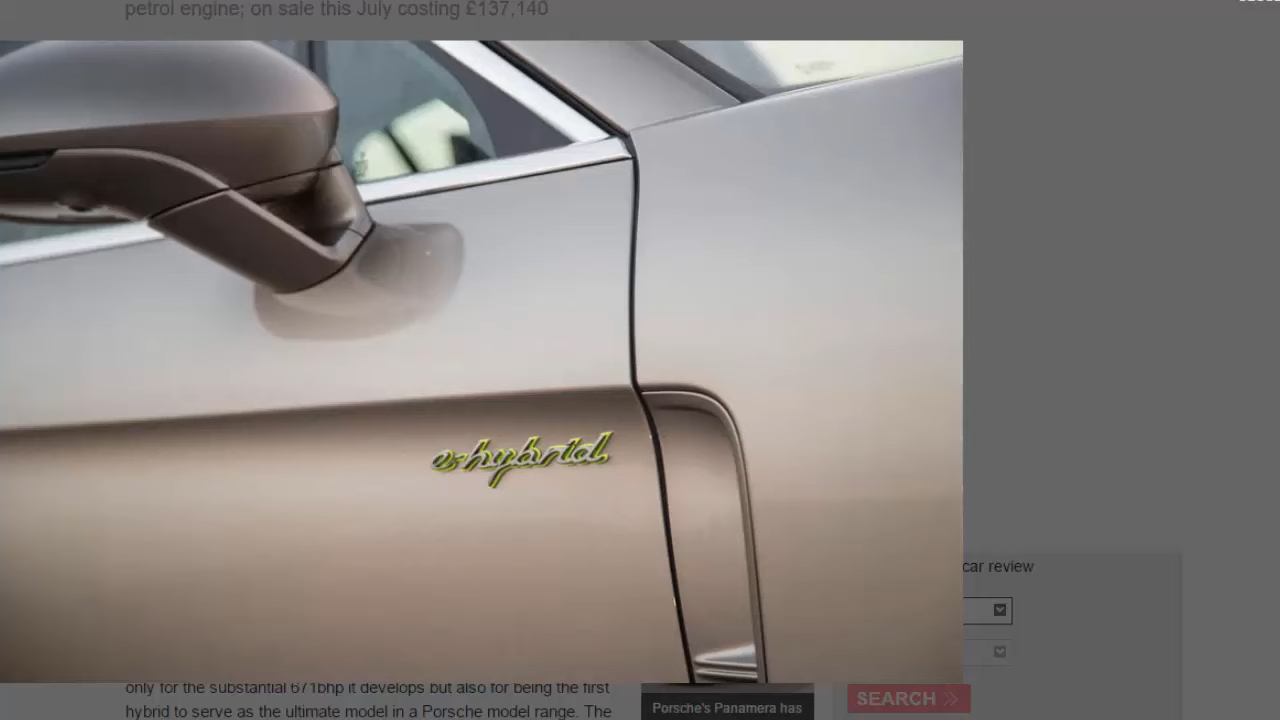 petrol engine; on sale this July costing £137,140
e-hybrid
car review
only for the substantial 671bhp it develops but also for being the first
hybrid to serve as the ultimate model in a Porsche model range. The
Porsche's Panamera has
SEARCH